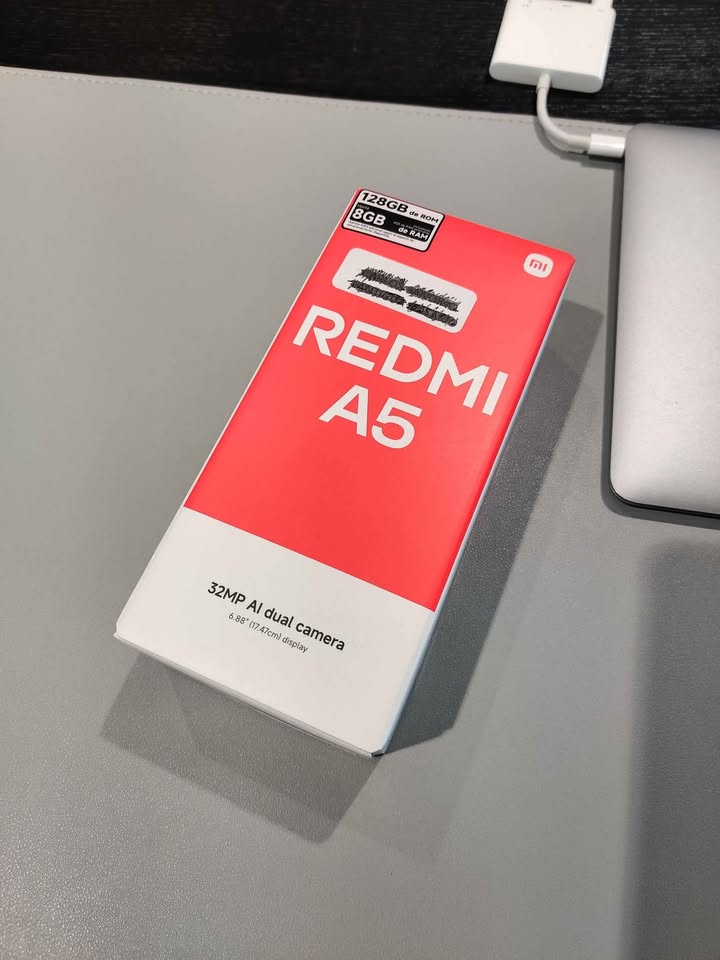 128GB de ROM
8GB
de RAM
mi
REDMI
A5
32MP AI dual camera
6.88" (17.47cm) display